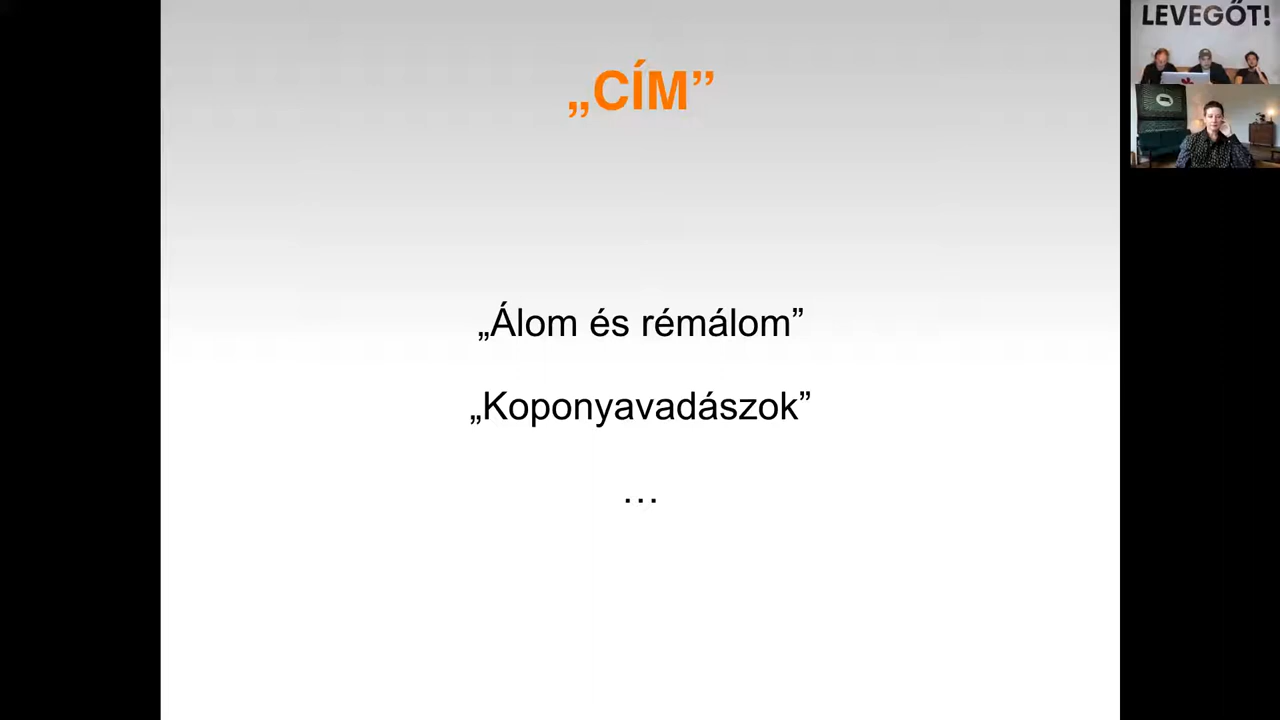 LEVEGŐT!
„CÍM”
„Álom és rémálom”
„Koponyavadászok”
…